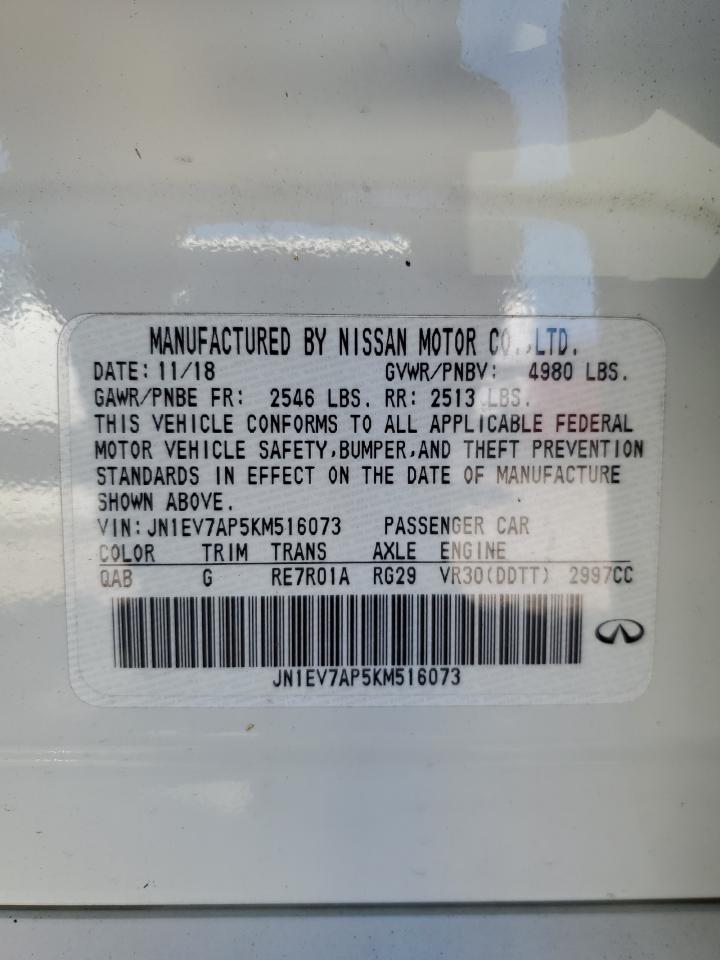 MANUFACTURED BY NISSAN MOTOR CO.,LTD.
DATE: 11/18 GVWR/PNBV: 4980 LBS.
GAWR/PNBE FR: 2546 LBS. RR: 2513 LBS.
THIS VEHICLE CONFORMS TO ALL APPLICABLE FEDERAL
MOTOR VEHICLE SAFETY,BUMPER,AND THEFT PREVENTION
STANDARDS IN EFFECT ON THE DATE OF MANUFACTURE
SHOWN ABOVE.
VIN: JN1EV7AP5KM516073 PASSENGER CAR
COLOR TRIM TRANS AXLE ENGINE
QAB G RE7R01A RG29 VR30(DDTT) 2997CC
JN1EV7AP5KM516073